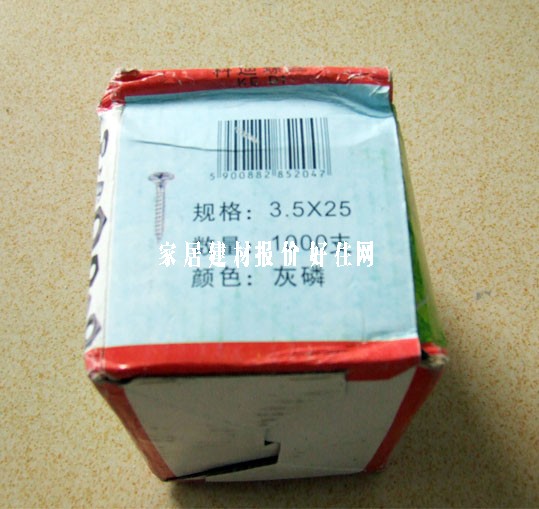 5 900882 852047
规格: 3.5X25
数量: 1000支
家居建材报价 好住网
颜色: 灰磷